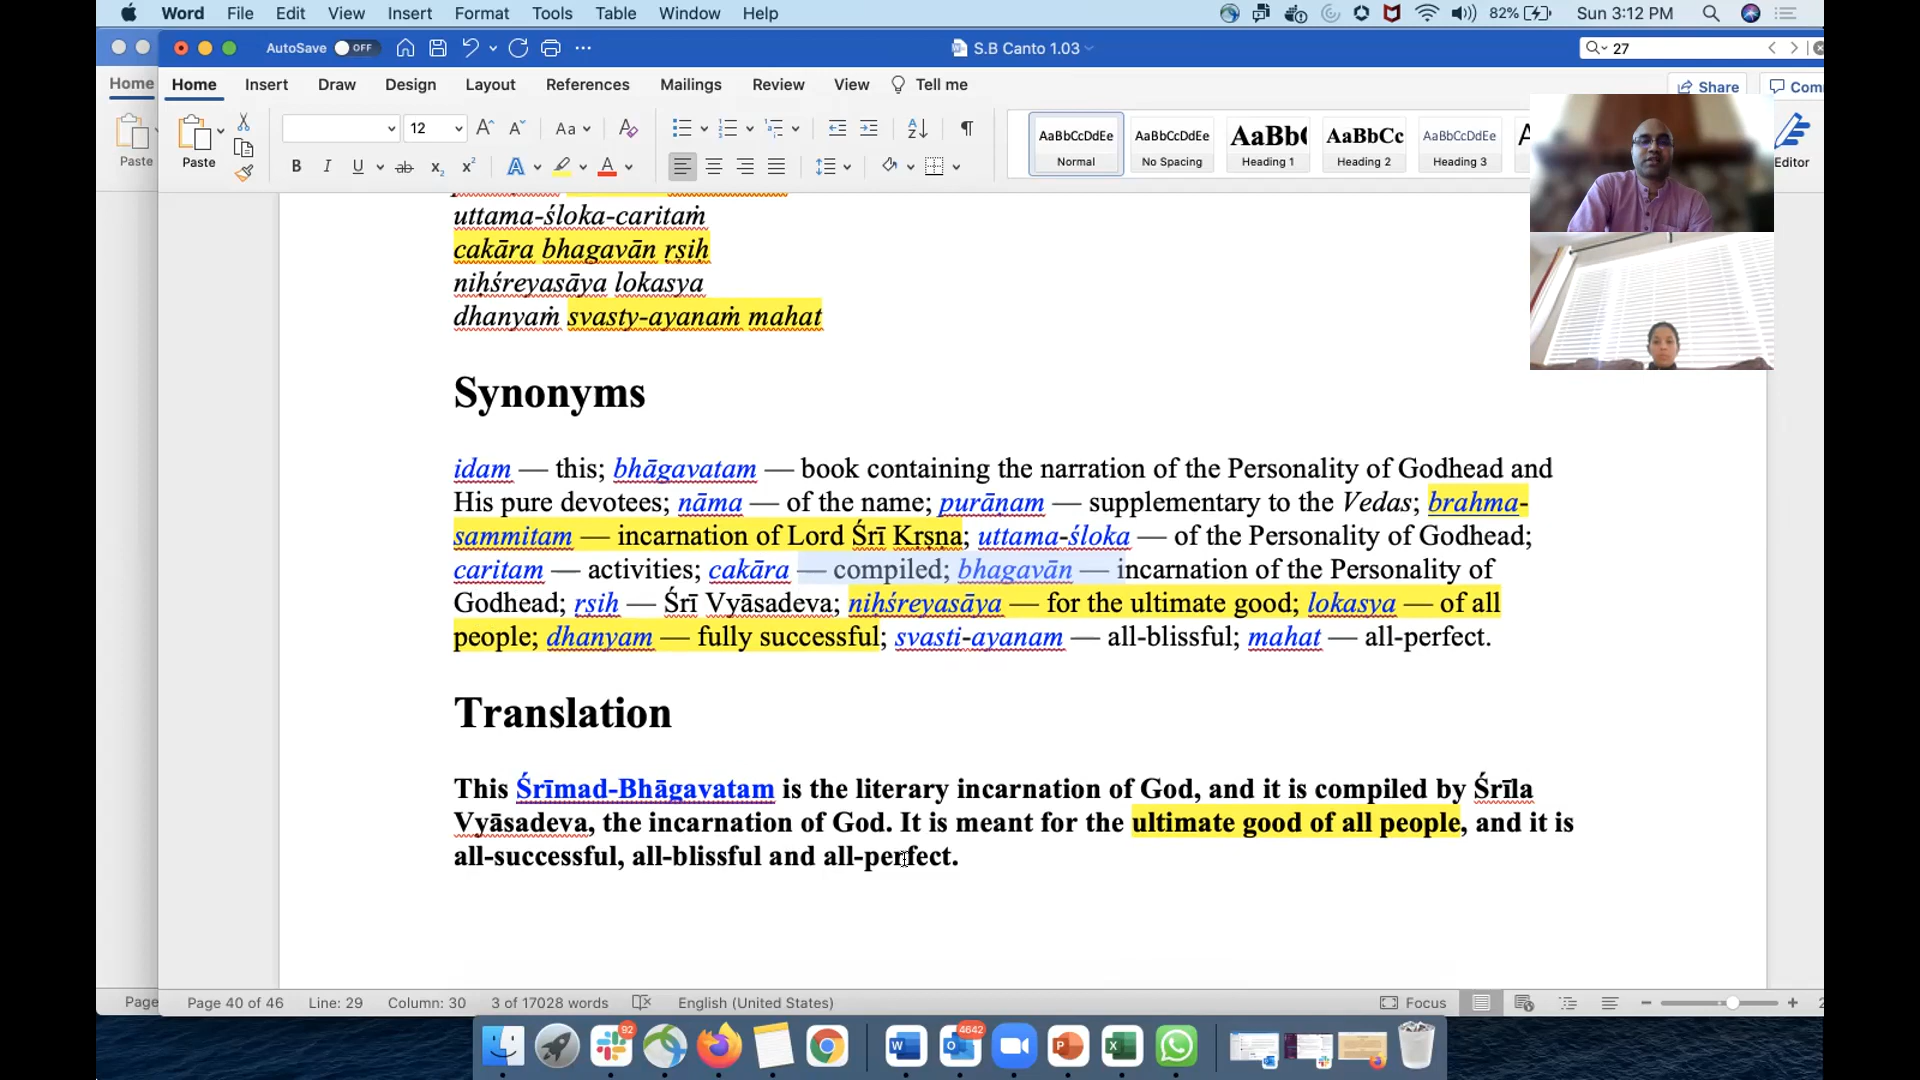 Word File Edit View Insert Format Tools Table Window Help 82% Sun 3:12 PM
AutoSave OFF S.B Canto 1.03 27
Home Home Insert Draw Design Layout References Mailings Review View Tell me Share Com
Paste Paste 12 Aa AaBbCcDdEe Normal AaBbCcDdEe No Spacing AaBb( Heading 1 AaBbCc Heading 2 AaBbCcDdEe Heading 3 Editor
uttama-śloka-caritaṁ
cakāra bhagavān ṛṣiḥ
niḥśreyasāya lokasya
dhanyaṁ svasty-ayanaṁ mahat
Synonyms
idam — this; bhāgavatam — book containing the narration of the Personality of Godhead and
His pure devotees; nāma — of the name; purāṇam — supplementary to the Vedas; brahma-
sammitam — incarnation of Lord Śrī Kṛṣṇa; uttama-śloka — of the Personality of Godhead;
caritam — activities; cakāra — compiled; bhagavān — incarnation of the Personality of
Godhead; ṛṣiḥ — Śrī Vyāsadeva; niḥśreyasāya — for the ultimate good; lokasya — of all
people; dhanyam — fully successful; svasti-ayanam — all-blissful; mahat — all-perfect.
Translation
This Śrīmad-Bhāgavatam is the literary incarnation of God, and it is compiled by Śrīla
Vyāsadeva, the incarnation of God. It is meant for the ultimate good of all people, and it is
all-successful, all-blissful and all-perfect.
Page Page 40 of 46 Line: 29 Column: 30 3 of 17028 words English (United States) Focus
92 4642